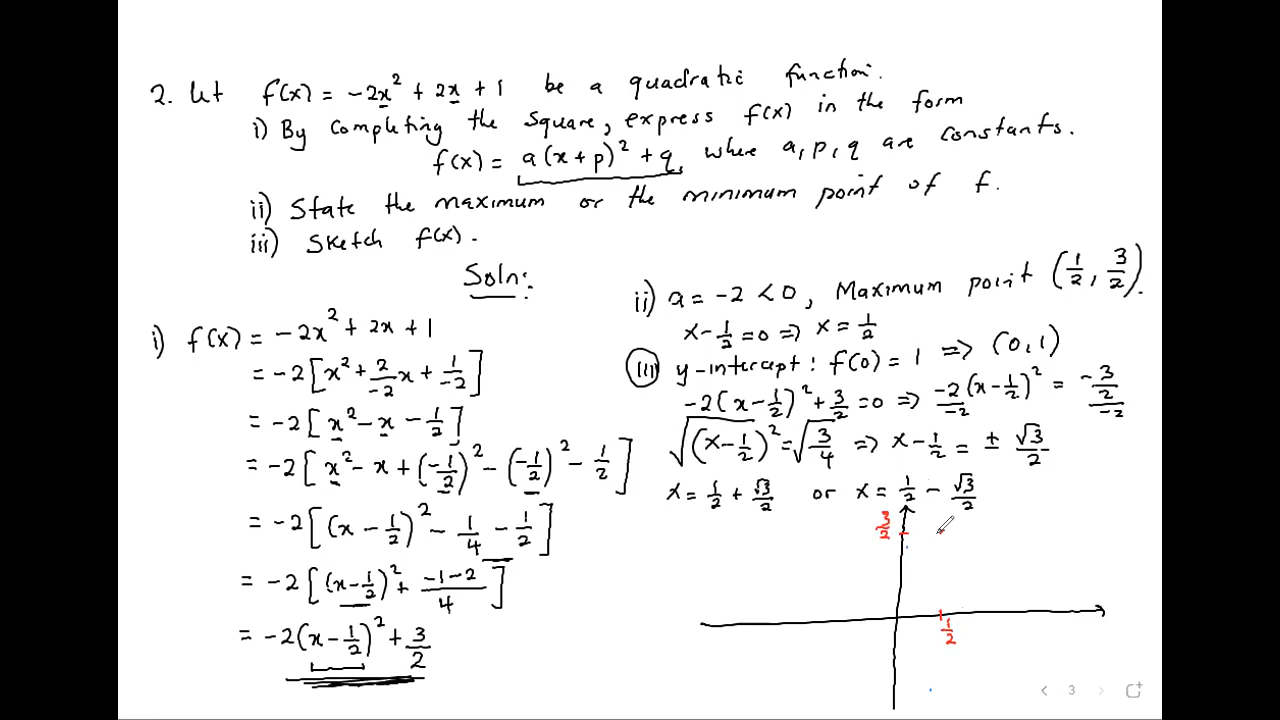 2. Let f(x) = -2x² + 2x + 1 be a quadratic function.
i) By completing the square, express f(x) in the form
f(x) = a(x+p)² + q, where a, p, q are constants.
ii) State the maximum or the minimum point of f.
iii) Sketch f(x).
Soln:
i) f(x) = -2x² + 2x + 1
= -2[x² + 2/-2 x + 1/-2]
= -2[x² - x - 1/2]
= -2[x² - x + (-1/2)² - (-1/2)² - 1/2]
= -2[(x - 1/2)² - 1/4 - 1/2]
= -2[(x - 1/2)² + (-1-2)/4]
= -2(x - 1/2)² + 3/2
ii) a = -2 < 0, Maximum point (1/2, 3/2).
x - 1/2 = 0 => x = 1/2
(iii) y-intercept: f(0) = 1 => (0, 1)
-2(x - 1/2)² + 3/2 = 0 => -2/-2 (x - 1/2)² = -3/2 / -2
√(x - 1/2)² = √3/4 => x - 1/2 = ± √3/2
x = 1/2 + √3/2 or x = 1/2 - √3/2
3/2
1/2
3